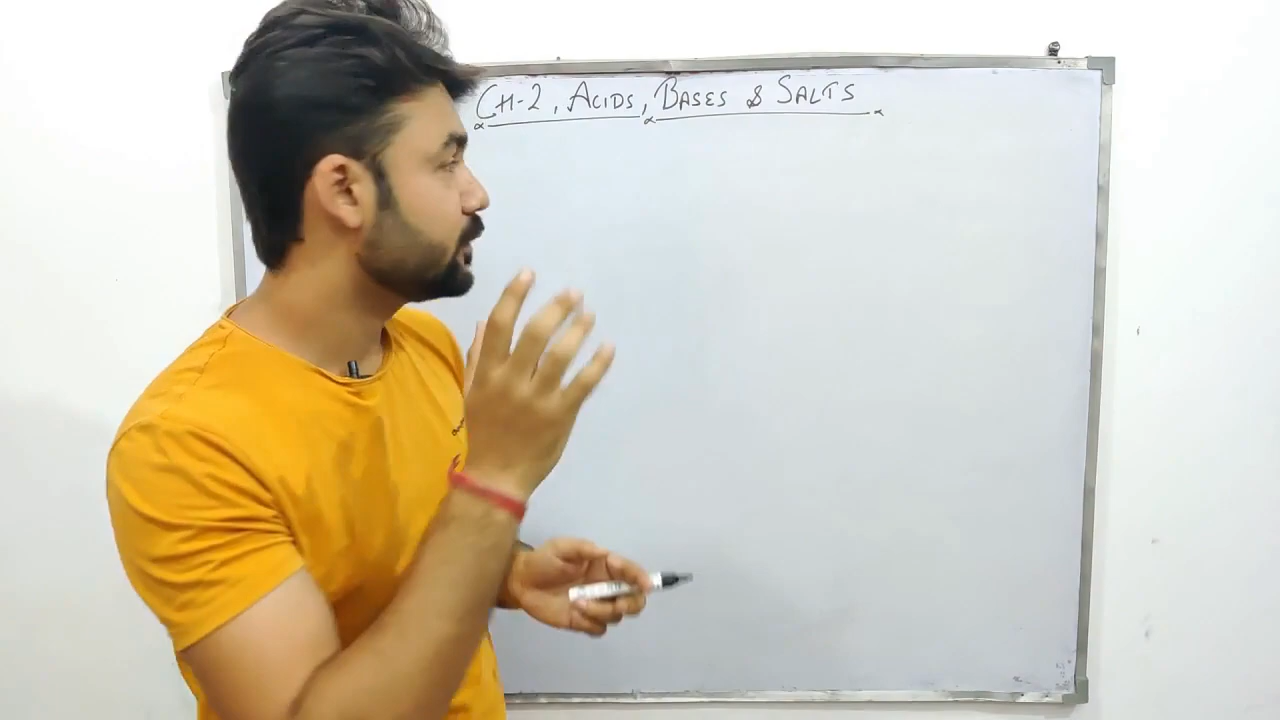 CH-2, ACIDS, BASES & SALTS